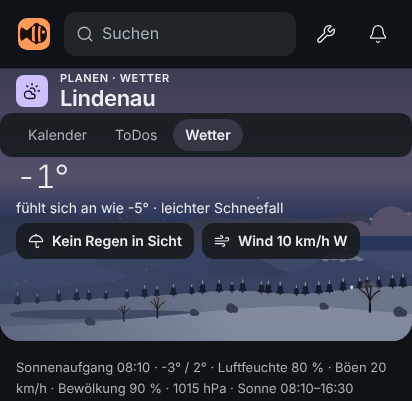 Suchen
PLANEN · WETTER
Lindenau
Kalender ToDos Wetter
-1°
fühlt sich an wie -5° · leichter Schneefall
Kein Regen in Sicht Wind 10 km/h W
Sonnenaufgang 08:10 · -3° / 2° · Luftfeuchte 80 % · Böen 20
km/h · Bewölkung 90 % · 1015 hPa · Sonne 08:10–16:30